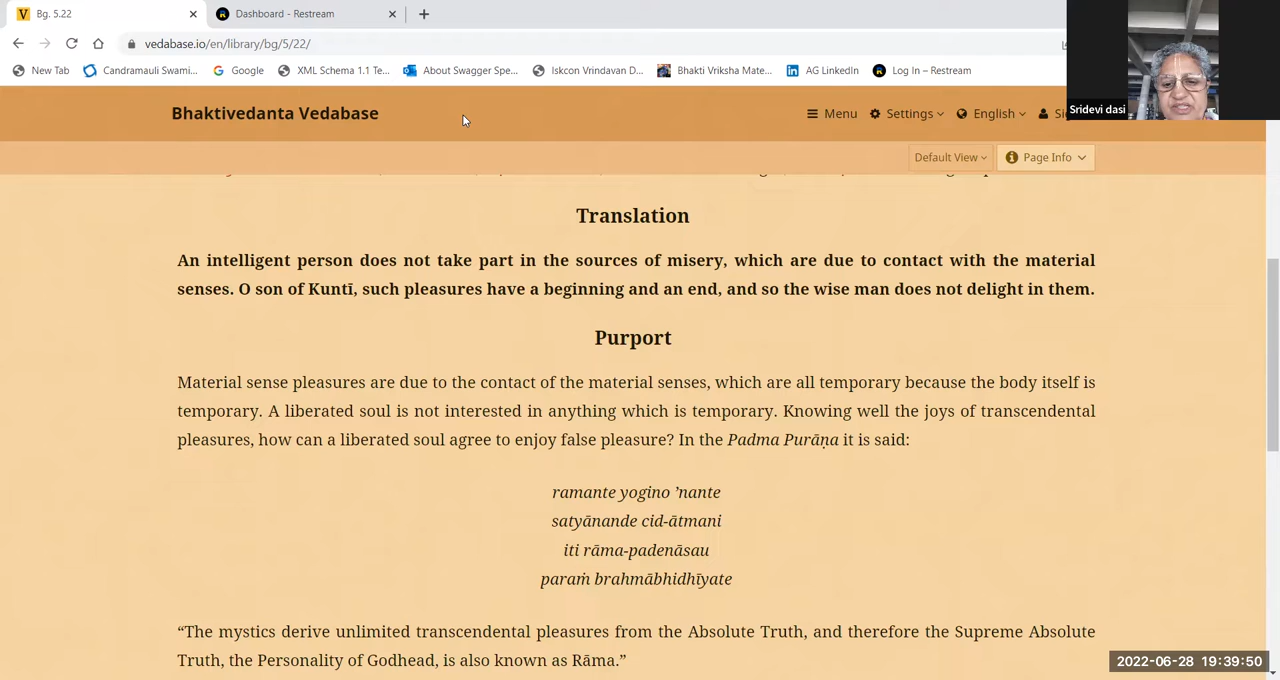 Bg. 5.22
Dashboard - Restream
vedabase.io/en/library/bg/5/22/
New Tab
Candramauli Swami...
Google
XML Schema 1.1 Te...
About Swagger Spe...
Iskcon Vrindavan D...
Bhakti Vriksha Mate...
AG LinkedIn
Log In – Restream
Sridevi dasi
Bhaktivedanta Vedabase
Menu
Settings
English
Default View
Page Info
Translation
An intelligent person does not take part in the sources of misery, which are due to contact with the material
senses. O son of Kuntī, such pleasures have a beginning and an end, and so the wise man does not delight in them.
Purport
Material sense pleasures are due to the contact of the material senses, which are all temporary because the body itself is
temporary. A liberated soul is not interested in anything which is temporary. Knowing well the joys of transcendental
pleasures, how can a liberated soul agree to enjoy false pleasure? In the Padma Purāṇa it is said:
ramante yogino ’nante
satyānande cid-ātmani
iti rāma-padenāsau
paraṁ brahmābhidhīyate
“The mystics derive unlimited transcendental pleasures from the Absolute Truth, and therefore the Supreme Absolute
Truth, the Personality of Godhead, is also known as Rāma.”
2022-06-28 19:39:50